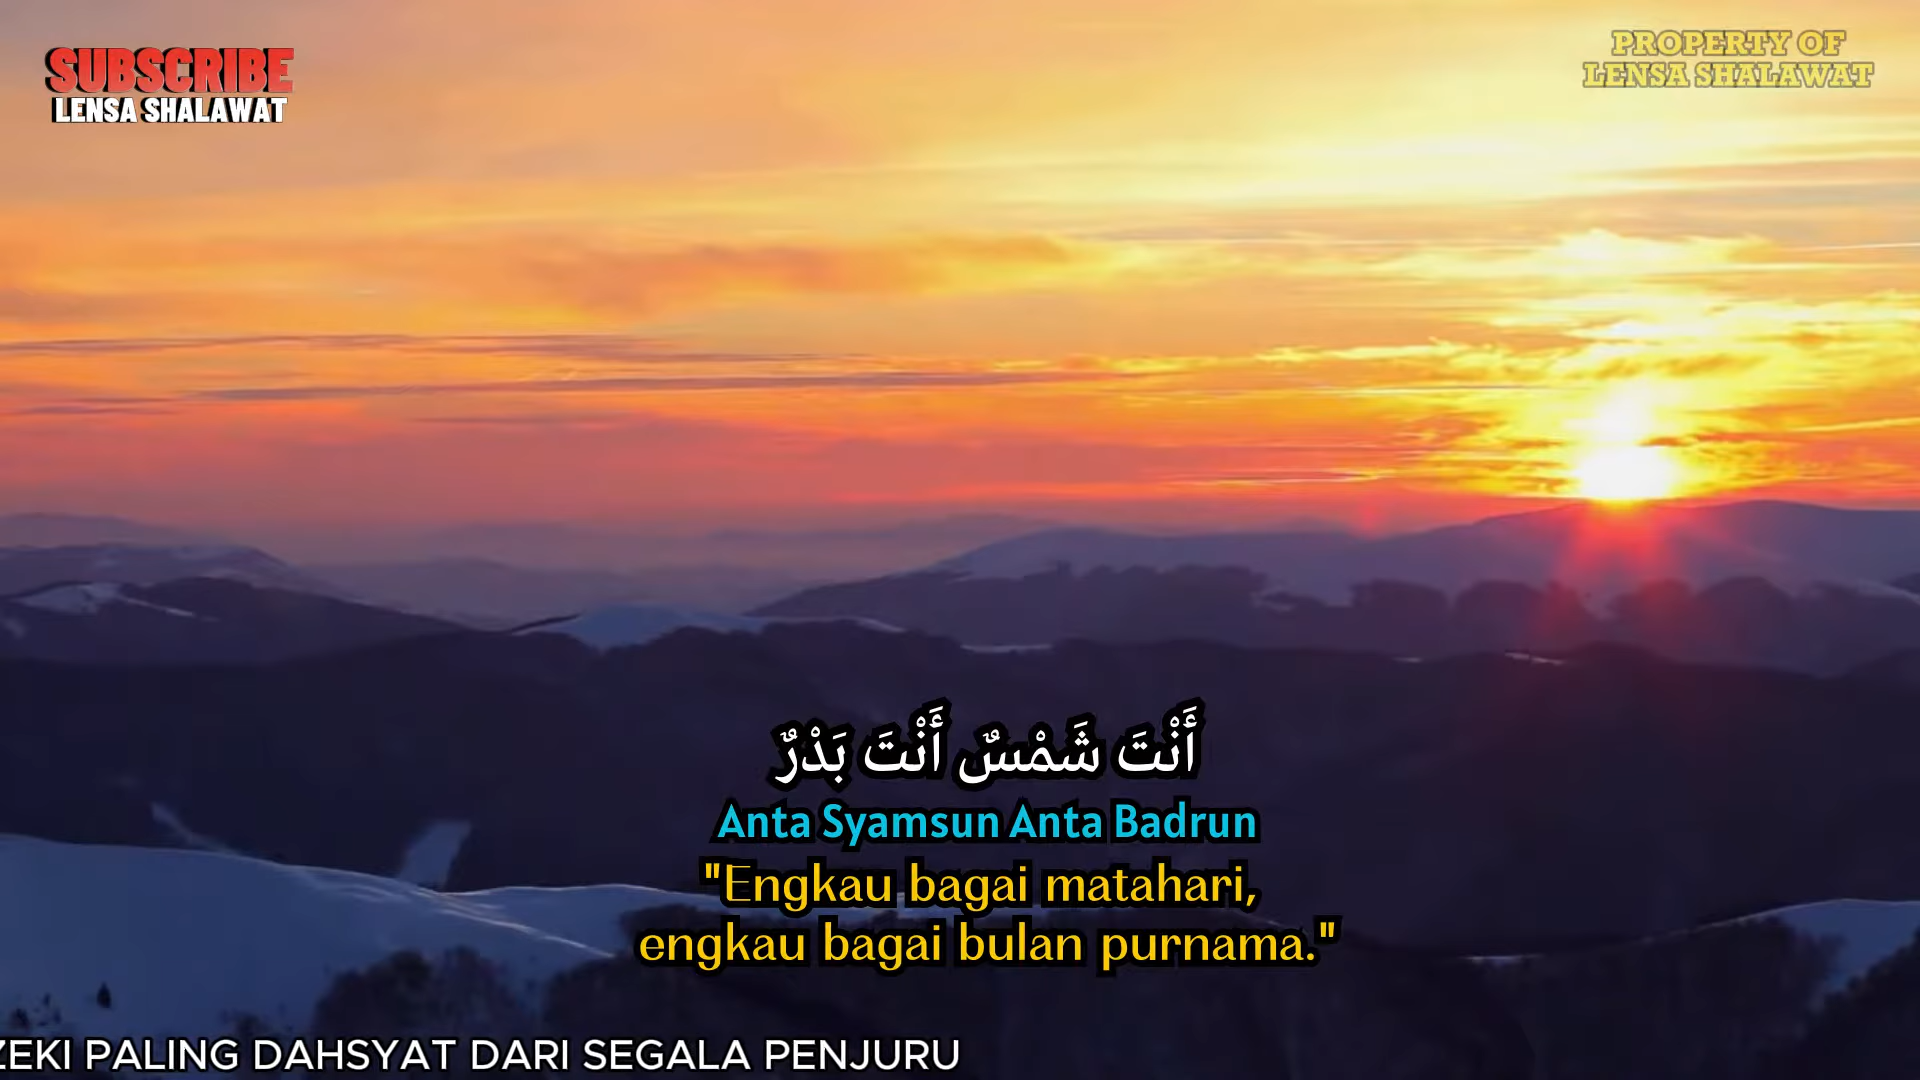 SUBSCRIBE
LENSA SHALAWAT
PROPERTY OF
LENSA SHALAWAT
أَنْتَ شَمْسٌ أَنْتَ بَدْرٌ
Anta Syamsun Anta Badrun
"Engkau bagai matahari,
engkau bagai bulan purnama."
ZEKI PALING DAHSYAT DARI SEGALA PENJURU